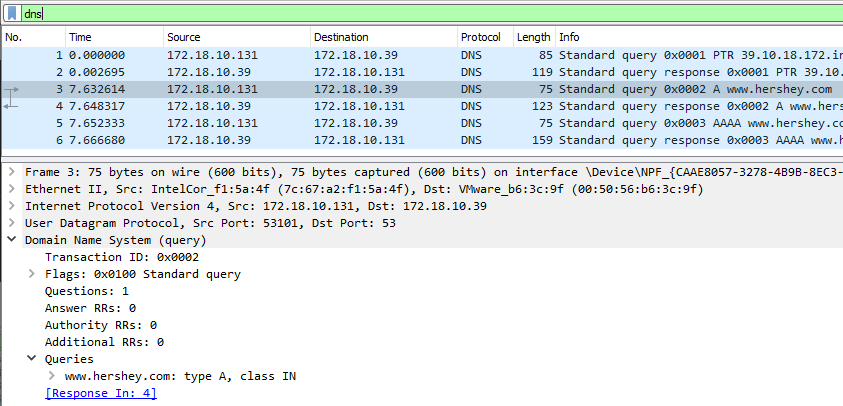 dns
No. Time Source Destination Protocol Length Info
1 0.000000 172.18.10.131 172.18.10.39 DNS 85 Standard query 0x0001 PTR 39.10.18.172.in
2 0.002695 172.18.10.39 172.18.10.131 DNS 119 Standard query response 0x0001 PTR 39.10.
3 7.632614 172.18.10.131 172.18.10.39 DNS 75 Standard query 0x0002 A www.hershey.com
4 7.648317 172.18.10.39 172.18.10.131 DNS 123 Standard query response 0x0002 A www.hers
5 7.652333 172.18.10.131 172.18.10.39 DNS 75 Standard query 0x0003 AAAA www.hershey.co
6 7.666680 172.18.10.39 172.18.10.131 DNS 159 Standard query response 0x0003 AAAA www.h
Frame 3: 75 bytes on wire (600 bits), 75 bytes captured (600 bits) on interface \Device\NPF_{CAAE8057-3278-4B9B-8EC3-
Ethernet II, Src: IntelCor_f1:5a:4f (7c:67:a2:f1:5a:4f), Dst: VMware_b6:3c:9f (00:50:56:b6:3c:9f)
Internet Protocol Version 4, Src: 172.18.10.131, Dst: 172.18.10.39
User Datagram Protocol, Src Port: 53101, Dst Port: 53
Domain Name System (query)
Transaction ID: 0x0002
Flags: 0x0100 Standard query
Questions: 1
Answer RRs: 0
Authority RRs: 0
Additional RRs: 0
Queries
www.hershey.com: type A, class IN
[Response In: 4]